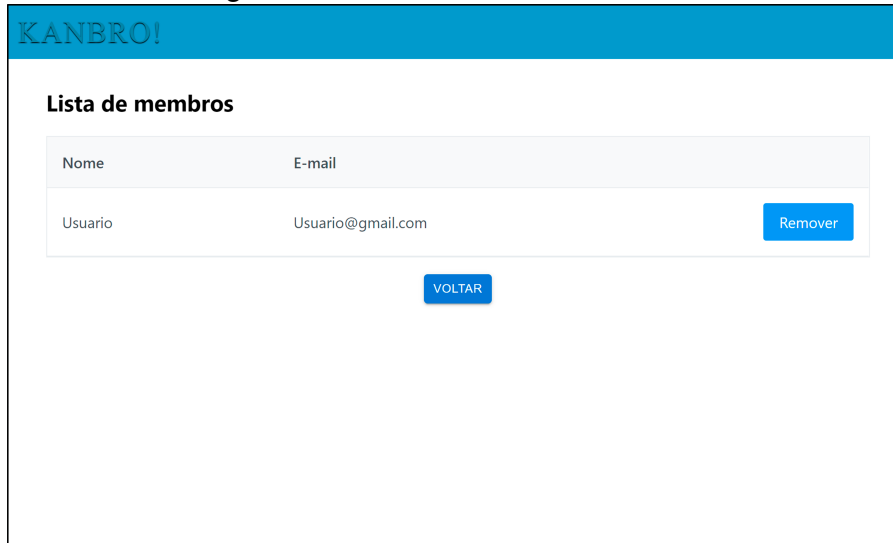 KANBRO!
Lista de membros
Nome E-mail
Usuario Usuario@gmail.com Remover
VOLTAR